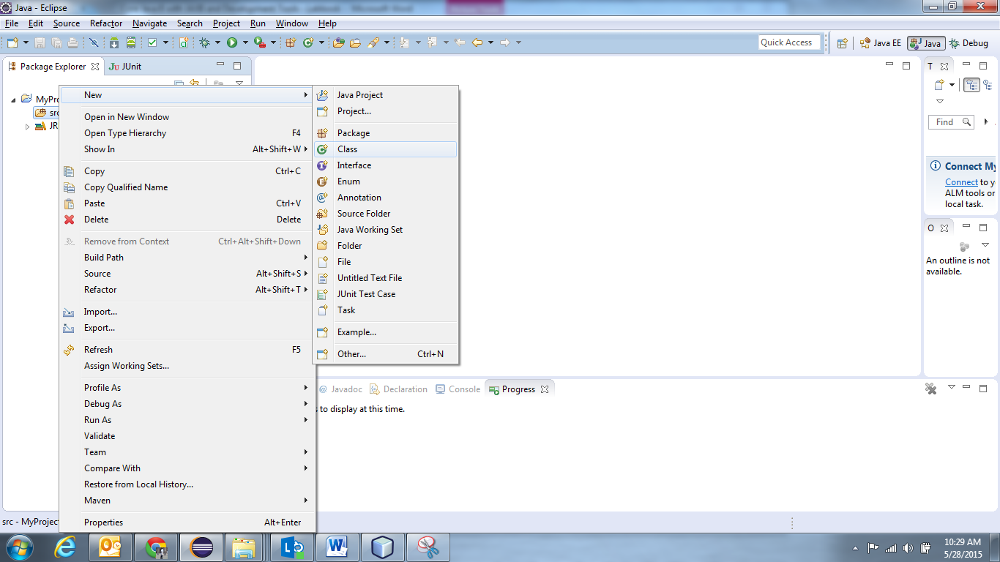 Java - Eclipse
File Edit Source Refactor Navigate Search Project Run Window Help
Quick Access Java EE Java Debug
Package Explorer JUnit
T
MyPro
src
JR
New
Open in New Window
Open Type Hierarchy F4
Show In Alt+Shift+W
Copy Ctrl+C
Copy Qualified Name
Paste Ctrl+V
Delete Delete
Remove from Context Ctrl+Alt+Shift+Down
Build Path
Source Alt+Shift+S
Refactor Alt+Shift+T
Import...
Export...
Refresh F5
Assign Working Sets...
Profile As
Debug As
Run As
Validate
Team
Compare With
Restore from Local History...
Maven
Properties Alt+Enter
Java Project
Project...
Package
Class
Interface
Enum
Annotation
Source Folder
Java Working Set
Folder
File
Untitled Text File
JUnit Test Case
Task
Example...
Other... Ctrl+N
Find
Connect My
Connect to y
ALM tools or
local task.
O
An outline is not
available.
@ Javadoc Declaration Console Progress
s to display at this time.
src - MyProject
10:29 AM
5/28/2015